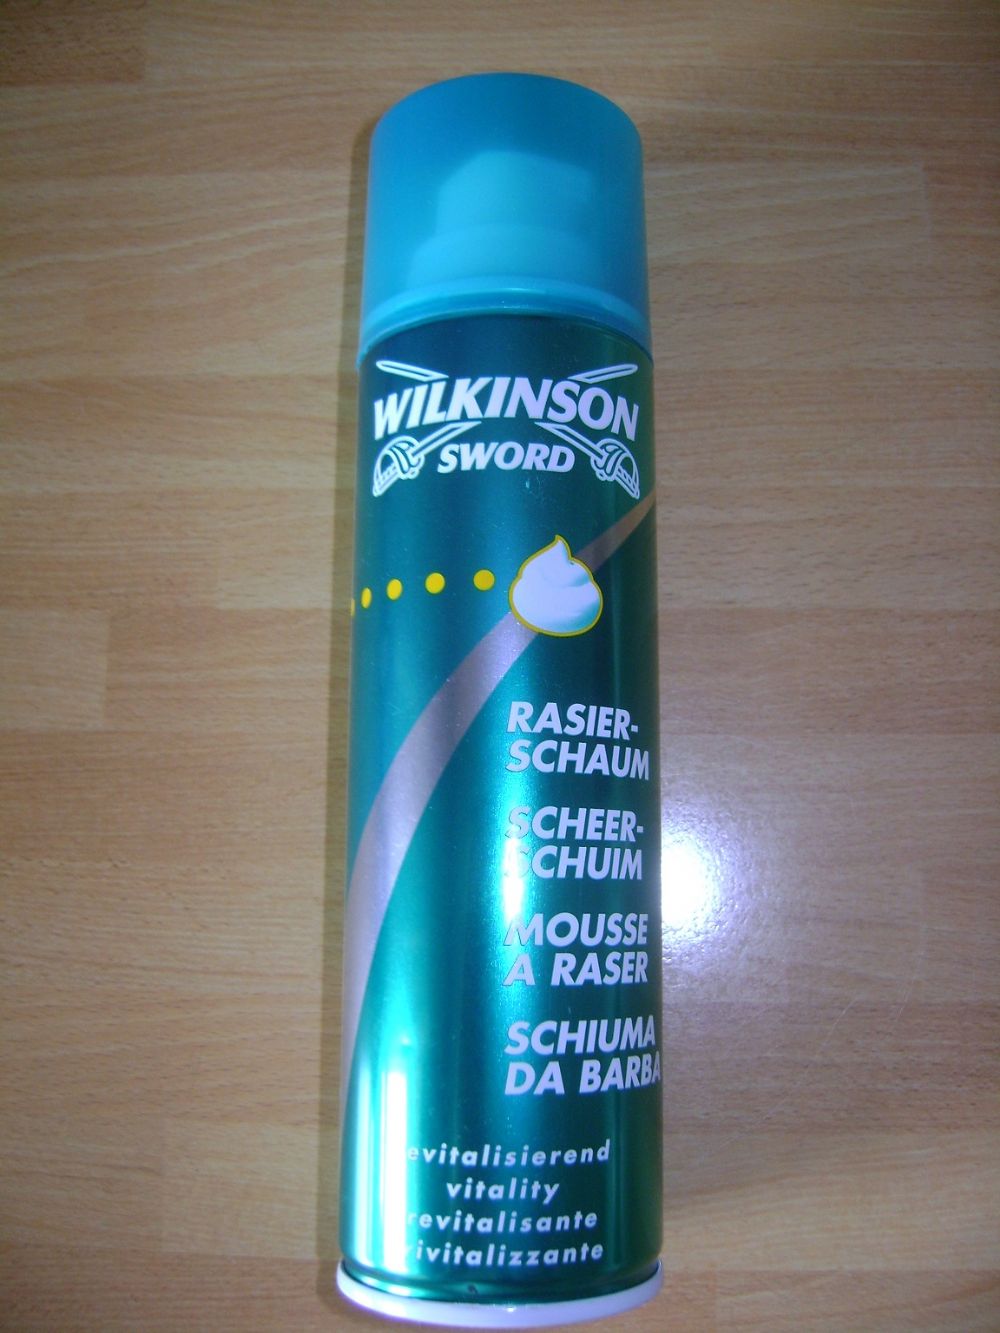 WILKINSON
SWORD
RASIER-
SCHAUM
SCHEER-
SCHUIM
MOUSSE
A RASER
SCHIUMA
DA BARBA
revitalisierend
vitality
revitalisante
rivitalizzante